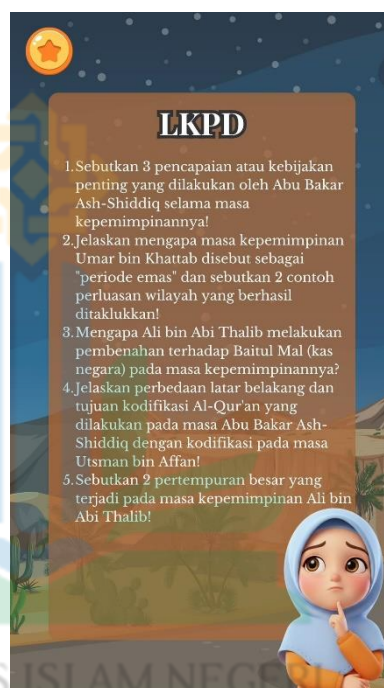 LKPD
1. Sebutkan 3 pencapaian atau kebijakan
penting yang dilakukan oleh Abu Bakar
Ash-Shiddiq selama masa
kepemimpinannya!
2. Jelaskan mengapa masa kepemimpinan
Umar bin Khattab disebut sebagai
"periode emas" dan sebutkan 2 contoh
perluasan wilayah yang berhasil
ditaklukkan!
3. Mengapa Ali bin Abi Thalib melakukan
pembenahan terhadap Baitul Mal (kas
negara) pada masa kepemimpinannya?
4. Jelaskan perbedaan latar belakang dan
tujuan kodifikasi Al-Qur'an yang
dilakukan pada masa Abu Bakar Ash-
Shiddiq dengan kodifikasi pada masa
Utsman bin Affan!
5. Sebutkan 2 pertempuran besar yang
terjadi pada masa kepemimpinan Ali bin
Abi Thalib!
ISLAM NEGERI